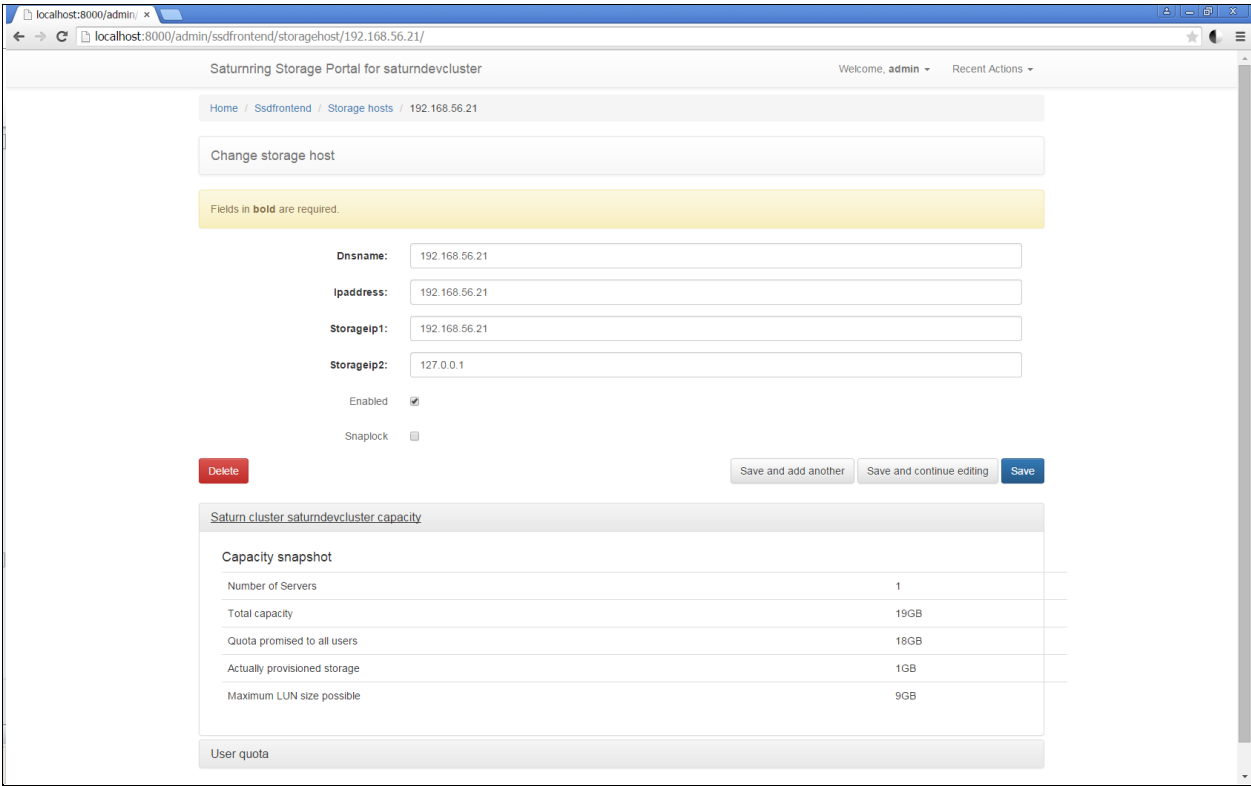 localhost:8000/admin/ ×
localhost:8000/admin/ssdfrontend/storagehost/192.168.56.21/
Saturnring Storage Portal for saturndevcluster Welcome, admin Recent Actions
Home / Ssdfrontend / Storage hosts / 192.168.56.21
Change storage host
Fields in bold are required.
Dnsname: 192.168.56.21
Ipaddress: 192.168.56.21
Storageip1: 192.168.56.21
Storageip2: 127.0.0.1
Enabled
Snaplock
Delete Save and add another Save and continue editing Save
Saturn cluster saturndevcluster capacity
Capacity snapshot
Number of Servers 1
Total capacity 19GB
Quota promised to all users 18GB
Actually provisioned storage 1GB
Maximum LUN size possible 9GB
User quota